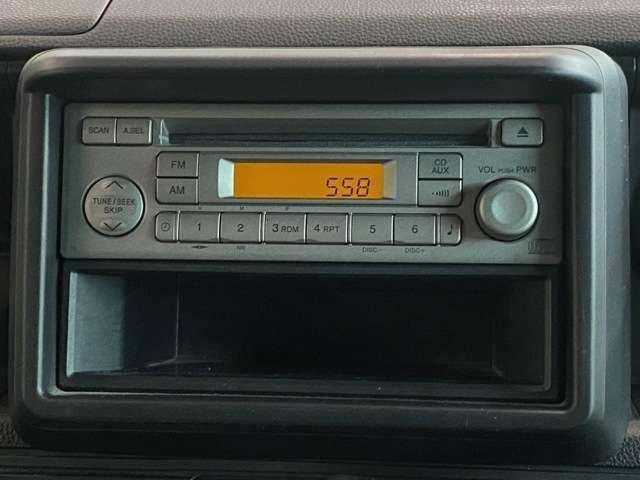 SCAN A.SEL
FM CD AUX
558
AM
VOL PUSH PWR
TUNE/SEEK SKIP
H M R
1 2 3 RDM 4 RPT 5 6
NR DISC- DISC+